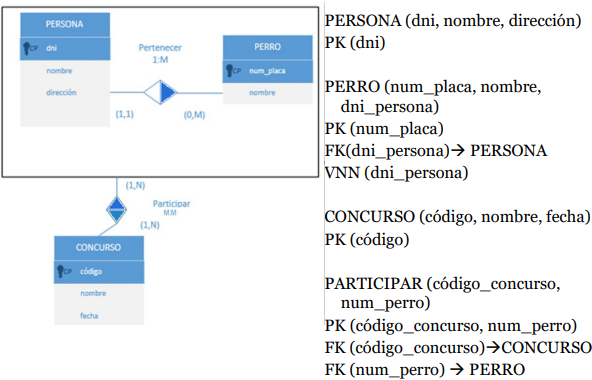 PERSONA
CP dni
nombre
dirección
Pertenecer
1:M
(1,1)
(0,M)
PERRO
CP num_placa
nombre
(1,N)
Participar
M:M
(1,N)
CONCURSO
CP código
nombre
fecha
PERSONA (dni, nombre, dirección)
PK (dni)
PERRO (num_placa, nombre,
dni_persona)
PK (num_placa)
FK(dni_persona)→ PERSONA
VNN (dni_persona)
CONCURSO (código, nombre, fecha)
PK (código)
PARTICIPAR (código_concurso,
num_perro)
PK (código_concurso, num_perro)
FK (código_concurso)→CONCURSO
FK (num_perro) → PERRO